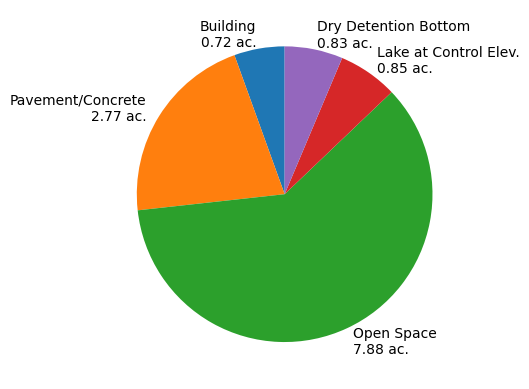 Building
0.72 ac.
Dry Detention Bottom
0.83 ac.
Lake at Control Elev.
0.85 ac.
Pavement/Concrete
2.77 ac.
Open Space
7.88 ac.